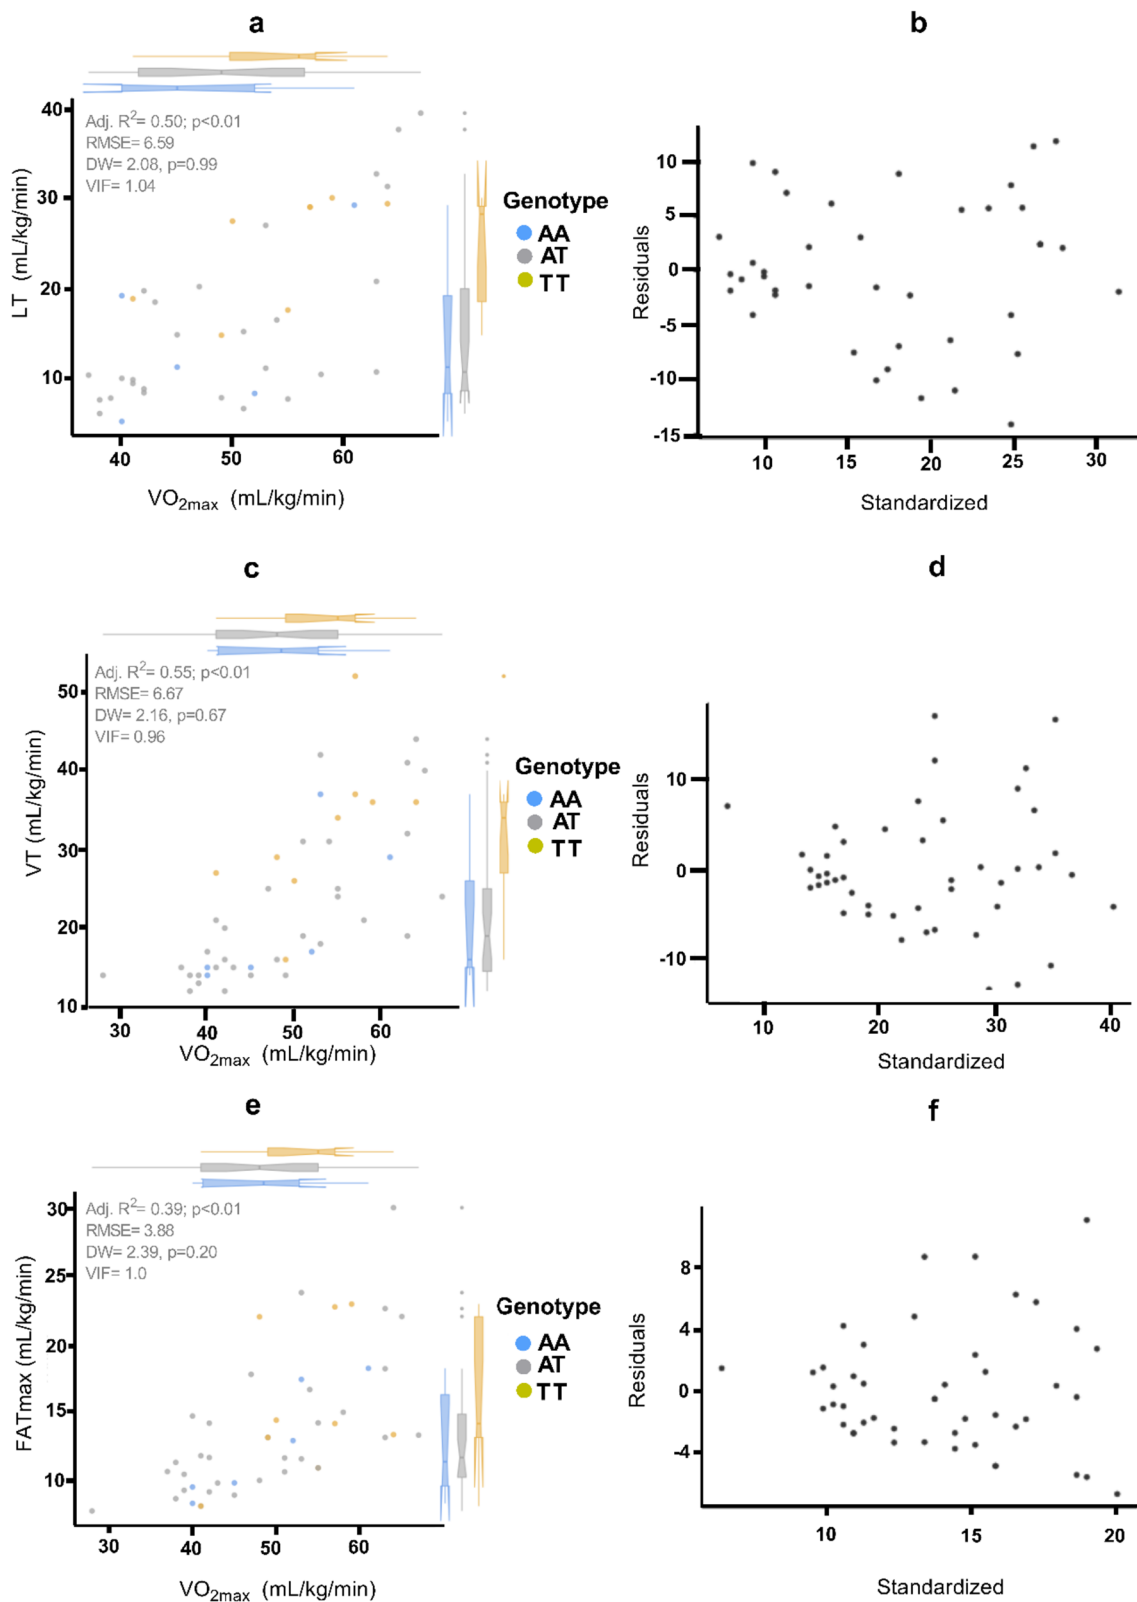 a
Adj. R2= 0.50; p<0.01
RMSE= 6.59
DW= 2.08, p=0.99
VIF= 1.04
40
30
20
10
LT (mL/kg/min)
40
50
60
VO2max (mL/kg/min)
Genotype
AA
AT
TT
b
10
5
0
-5
-10
-15
Residuals
10
15
20
25
30
Standardized
c
Adj. R2= 0.55; p<0.01
RMSE= 6.67
DW= 2.16, p=0.67
VIF= 0.96
50
40
30
20
10
VT (mL/kg/min)
30
40
50
60
VO2max (mL/kg/min)
Genotype
AA
AT
TT
d
10
0
-10
Residuals
10
20
30
40
Standardized
e
Adj. R2= 0.39; p<0.01
RMSE= 3.88
DW= 2.39, p=0.20
VIF= 1.0
30
25
20
15
10
FATmax (mL/kg/min)
30
40
50
60
VO2max (mL/kg/min)
Genotype
AA
AT
TT
f
8
4
0
-4
Residuals
10
15
20
Standardized